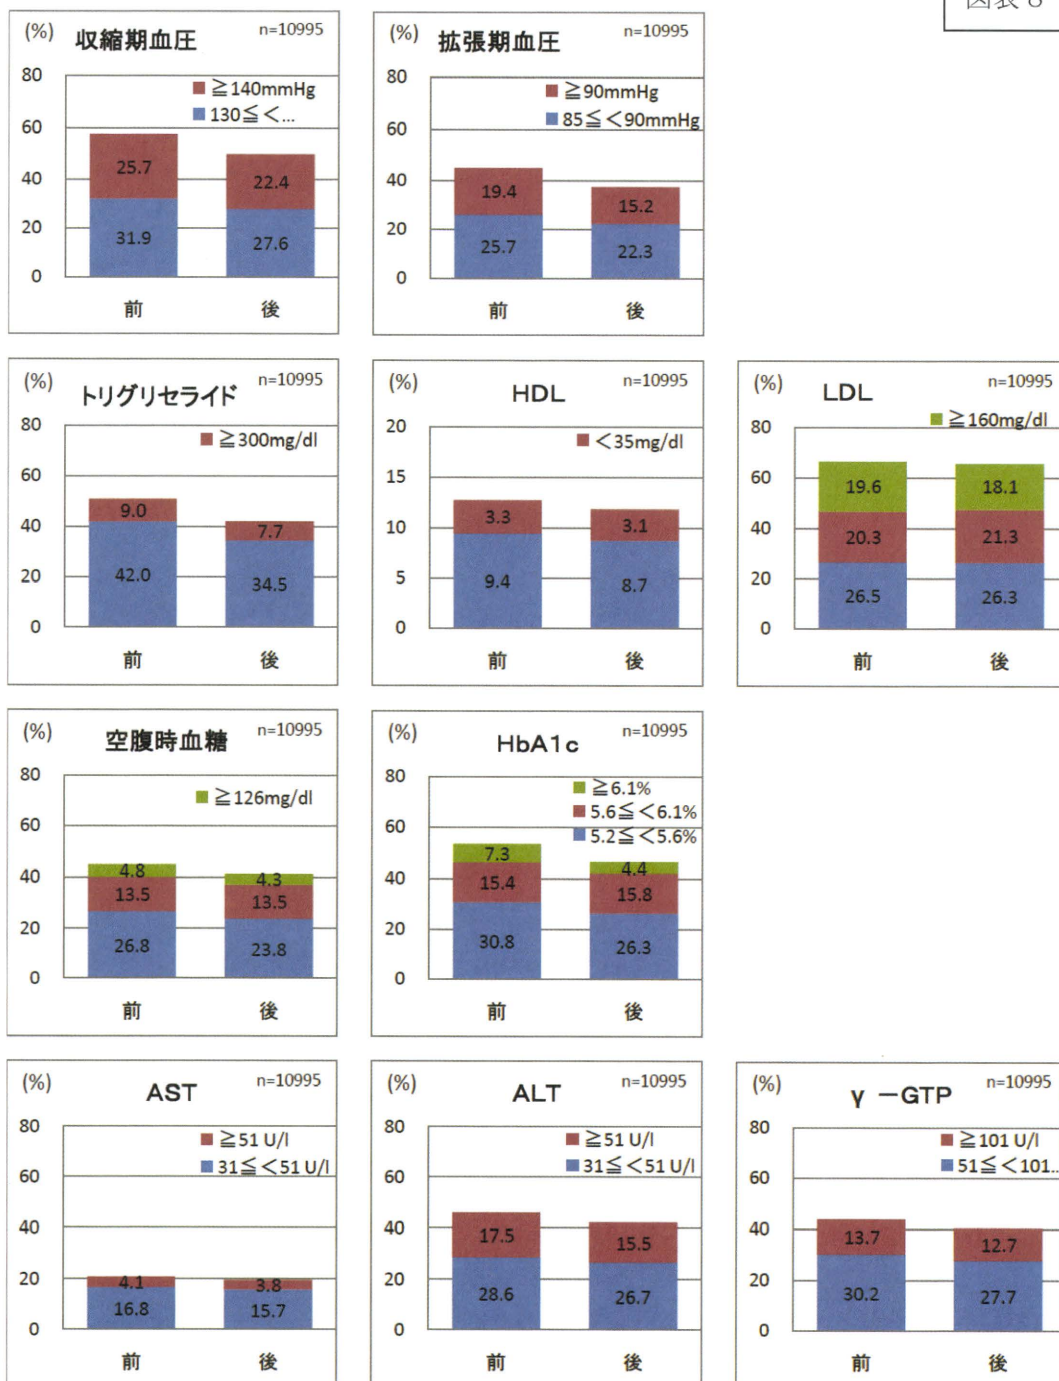 図表8
(%) 収縮期血圧 n=10995
≧140mmHg
130≦<...
80
60
40
20
0
25.7 22.4
31.9 27.6
前 後
(%) 拡張期血圧 n=10995
≧90mmHg
85≦<90mmHg
80
60
40
20
0
19.4 15.2
25.7 22.3
前 後
(%) トリグリセライド n=10995
≧300mg/dl
80
60
40
20
0
9.0 7.7
42.0 34.5
前 後
(%) HDL n=10995
<35mg/dl
20
15
10
5
0
3.3 3.1
9.4 8.7
前 後
(%) LDL n=10995
≧160mg/dl
80
60
40
20
0
19.6 18.1
20.3 21.3
26.5 26.3
前 後
(%) 空腹時血糖 n=10995
≧126mg/dl
80
60
40
20
0
4.8 4.3
13.5 13.5
26.8 23.8
前 後
(%) HbA1c n=10995
≧6.1%
5.6≦<6.1%
5.2≦<5.6%
80
60
40
20
0
7.3 4.4
15.4 15.8
30.8 26.3
前 後
(%) AST n=10995
≧51 U/l
31≦<51 U/l
80
60
40
20
0
4.1 3.8
16.8 15.7
前 後
(%) ALT n=10995
≧51 U/l
31≦<51 U/l
80
60
40
20
0
17.5 15.5
28.6 26.7
前 後
(%) γ －GTP n=10995
≧101 U/l
51≦<101...
80
60
40
20
0
13.7 12.7
30.2 27.7
前 後